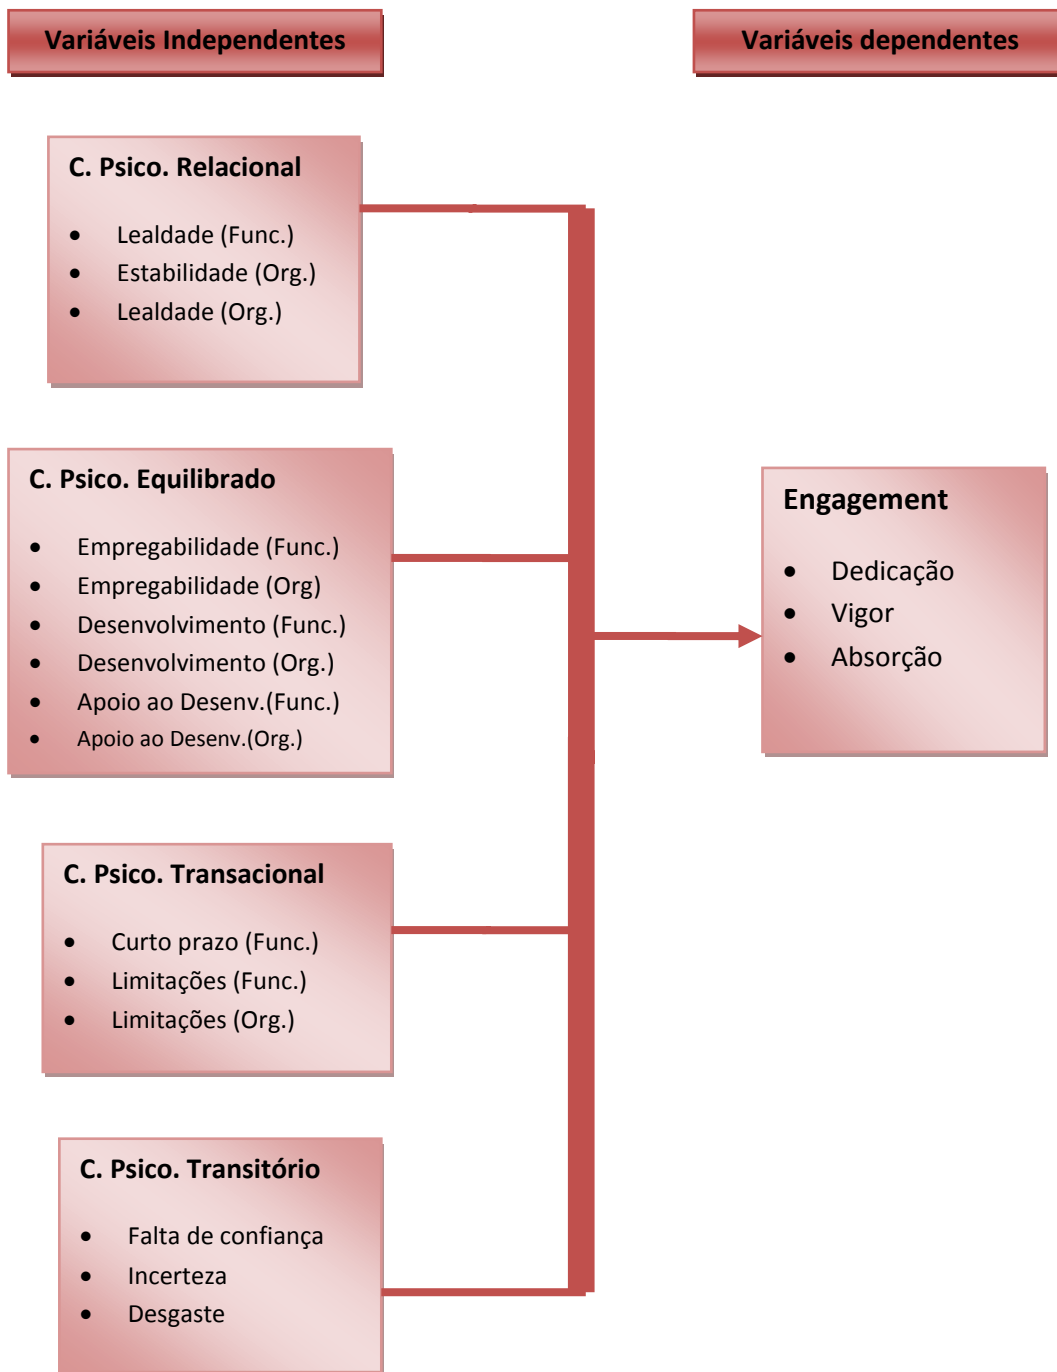 Variáveis Independentes
Variáveis dependentes
C. Psico. Relacional
• Lealdade (Func.)
• Estabilidade (Org.)
• Lealdade (Org.)
C. Psico. Equilibrado
• Empregabilidade (Func.)
• Empregabilidade (Org)
• Desenvolvimento (Func.)
• Desenvolvimento (Org.)
• Apoio ao Desenv.(Func.)
• Apoio ao Desenv.(Org.)
Engagement
• Dedicação
• Vigor
• Absorção
C. Psico. Transacional
• Curto prazo (Func.)
• Limitações (Func.)
• Limitações (Org.)
C. Psico. Transitório
• Falta de confiança
• Incerteza
• Desgaste